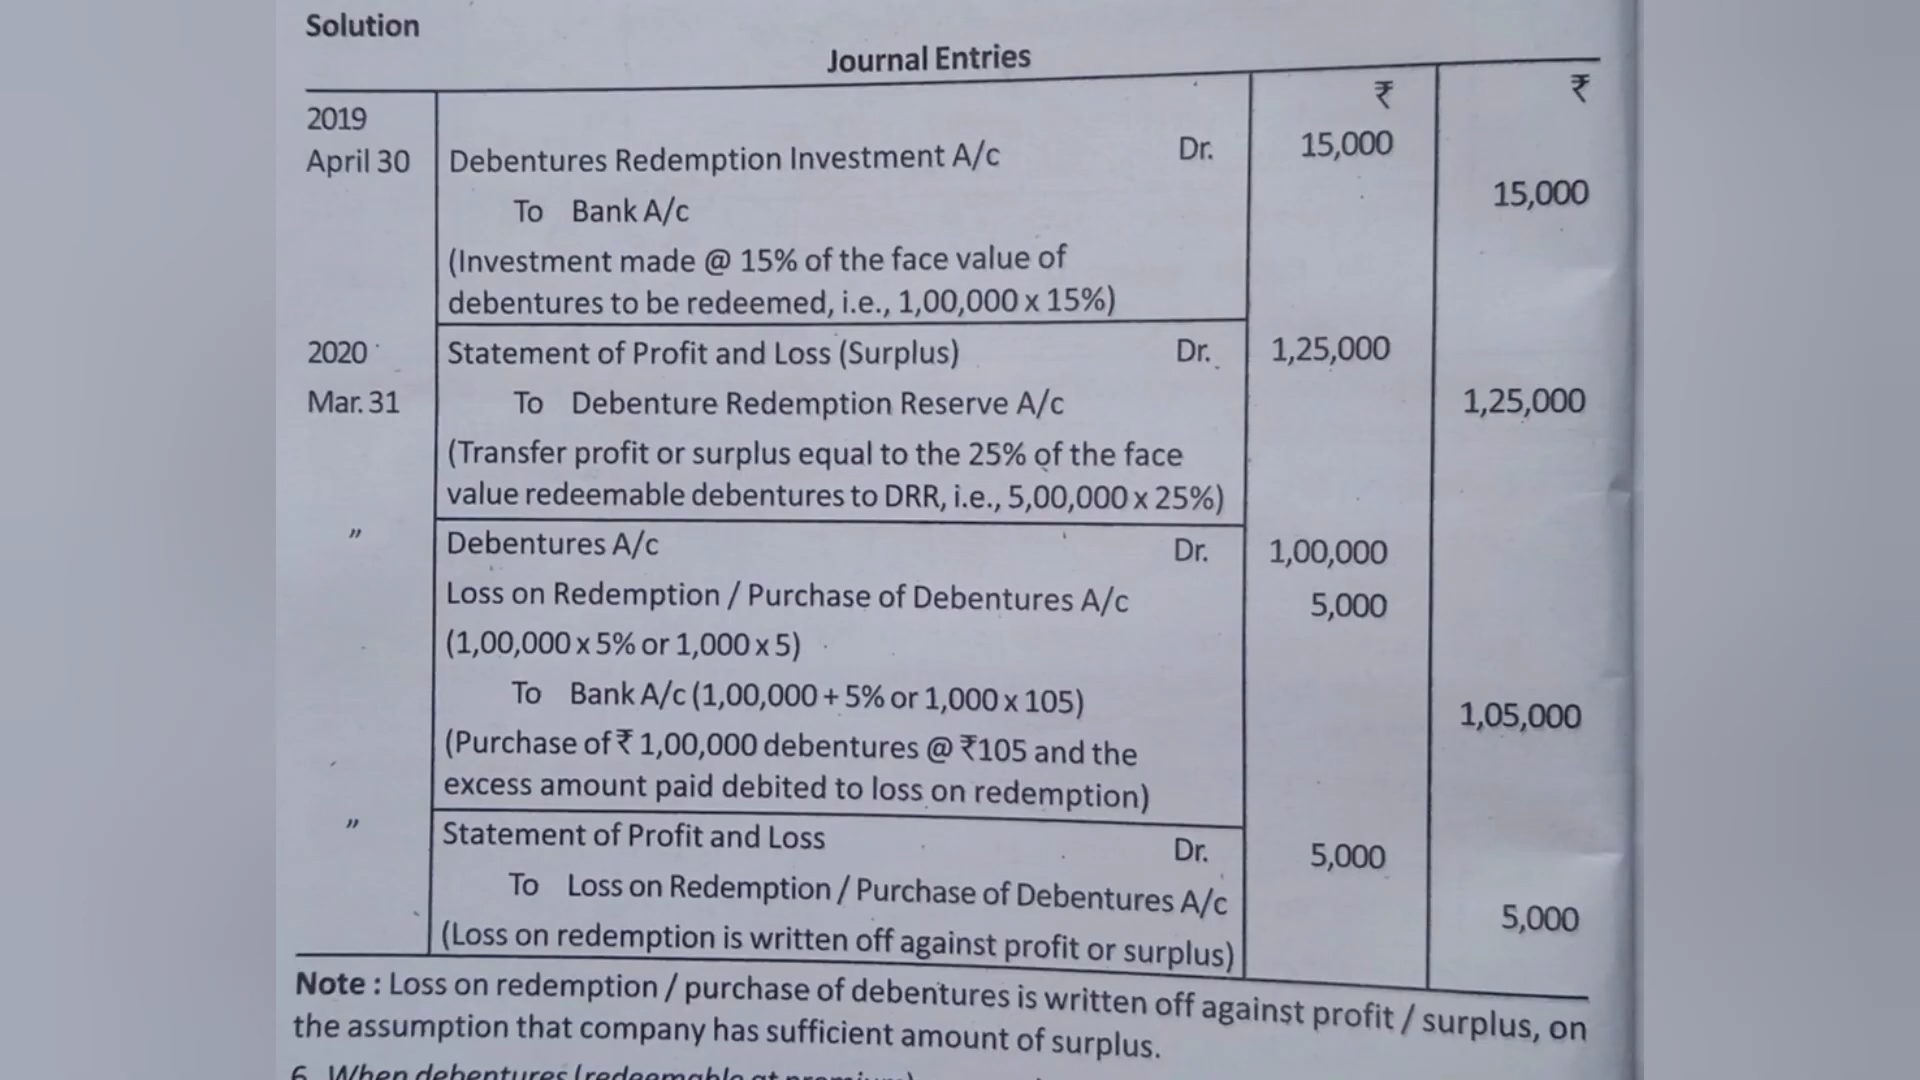 Solution
Journal Entries
₹ ₹
2019
April 30 Debentures Redemption Investment A/c Dr. 15,000
To Bank A/c 15,000
(Investment made @ 15% of the face value of
debentures to be redeemed, i.e., 1,00,000 x 15%)
2020 Statement of Profit and Loss (Surplus) Dr. 1,25,000
Mar. 31 To Debenture Redemption Reserve A/c 1,25,000
(Transfer profit or surplus equal to the 25% of the face
value redeemable debentures to DRR, i.e., 5,00,000 x 25%)
" Debentures A/c Dr. 1,00,000
Loss on Redemption / Purchase of Debentures A/c 5,000
(1,00,000 x 5% or 1,000 x 5)
To Bank A/c (1,00,000 + 5% or 1,000 x 105) 1,05,000
(Purchase of ₹ 1,00,000 debentures @ ₹105 and the
excess amount paid debited to loss on redemption)
" Statement of Profit and Loss Dr. 5,000
To Loss on Redemption / Purchase of Debentures A/c 5,000
(Loss on redemption is written off against profit or surplus)
Note : Loss on redemption / purchase of debentures is written off against profit / surplus, on
the assumption that company has sufficient amount of surplus.
6. When debentures (redeemable at premium)